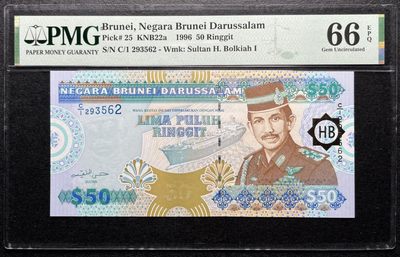 PMG
PAPER MONEY GUARANTY
Brunei, Negara Brunei Darussalam
Pick# 25 KNB22a 1996 50 Ringgit
S/N C/1 293562 - Wmk: Sultan H. Bolkiah I
66 EPQ
Gem Uncirculated
NEGARA BRUNEI DARUSSALAM
$50
C/1 293562
LIMA PULUH
RINGGIT
HB
50
$50
$50